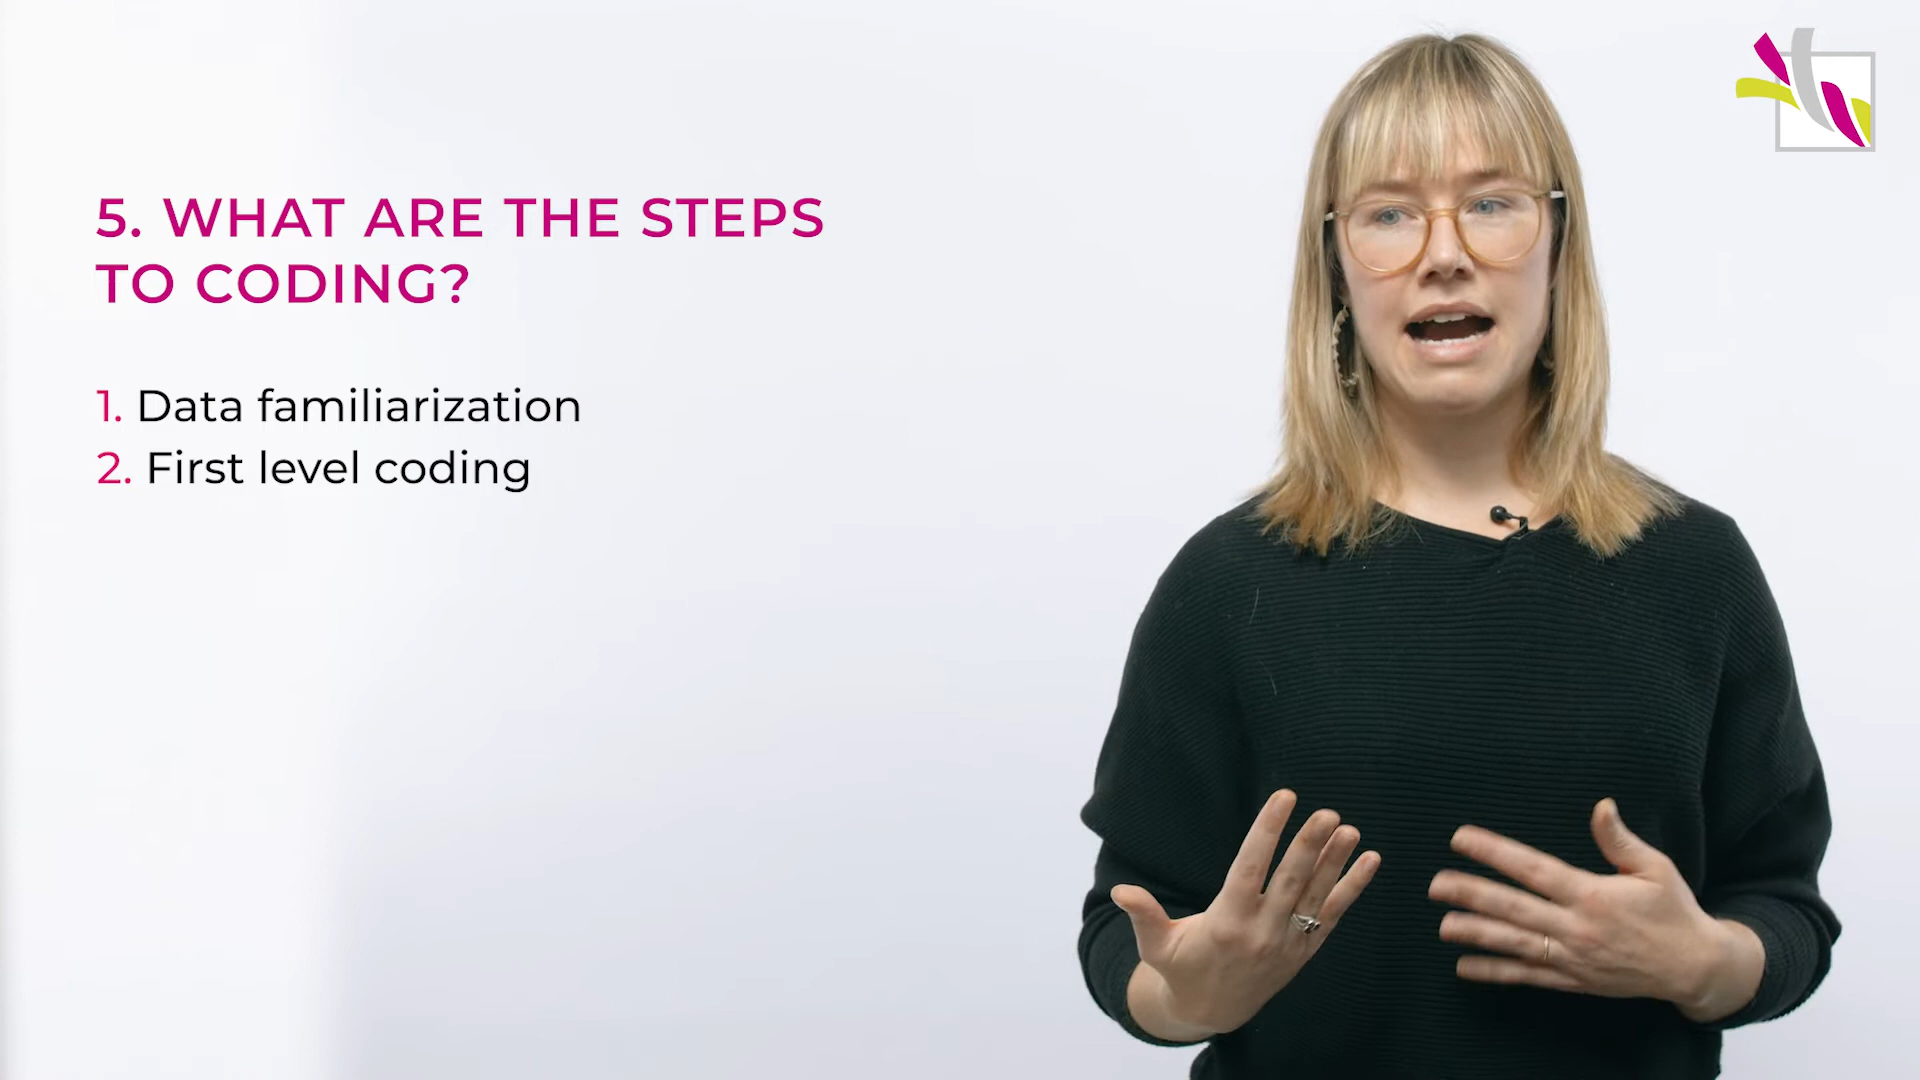 5. WHAT ARE THE STEPS
TO CODING?
1. Data familiarization
2. First level coding